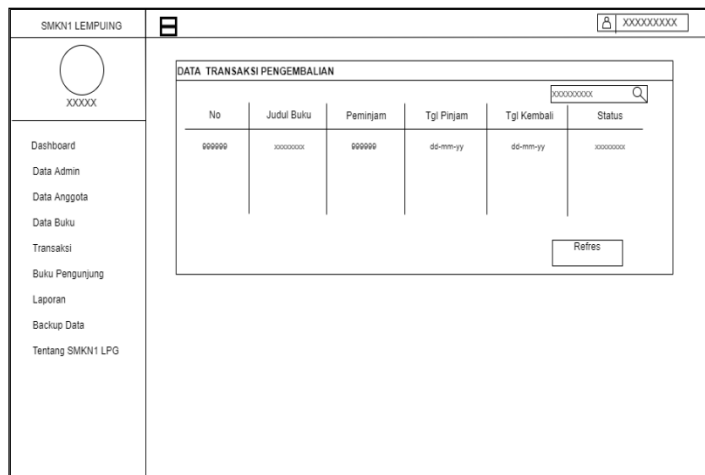 SMKN1 LEMPUING
XXXXXXXXX
XXXXX
Dashboard
Data Admin
Data Anggota
Data Buku
Transaksi
Buku Pengunjung
Laporan
Backup Data
Tentang SMKN1 LPG
DATA TRANSAKSI PENGEMBALIAN
xxxxxxxxx
No Judul Buku Peminjam Tgl Pinjam Tgl Kembali Status
999999 xxxxxxxx 999999 dd-mm-yy dd-mm-yy xxxxxxxx
Refres